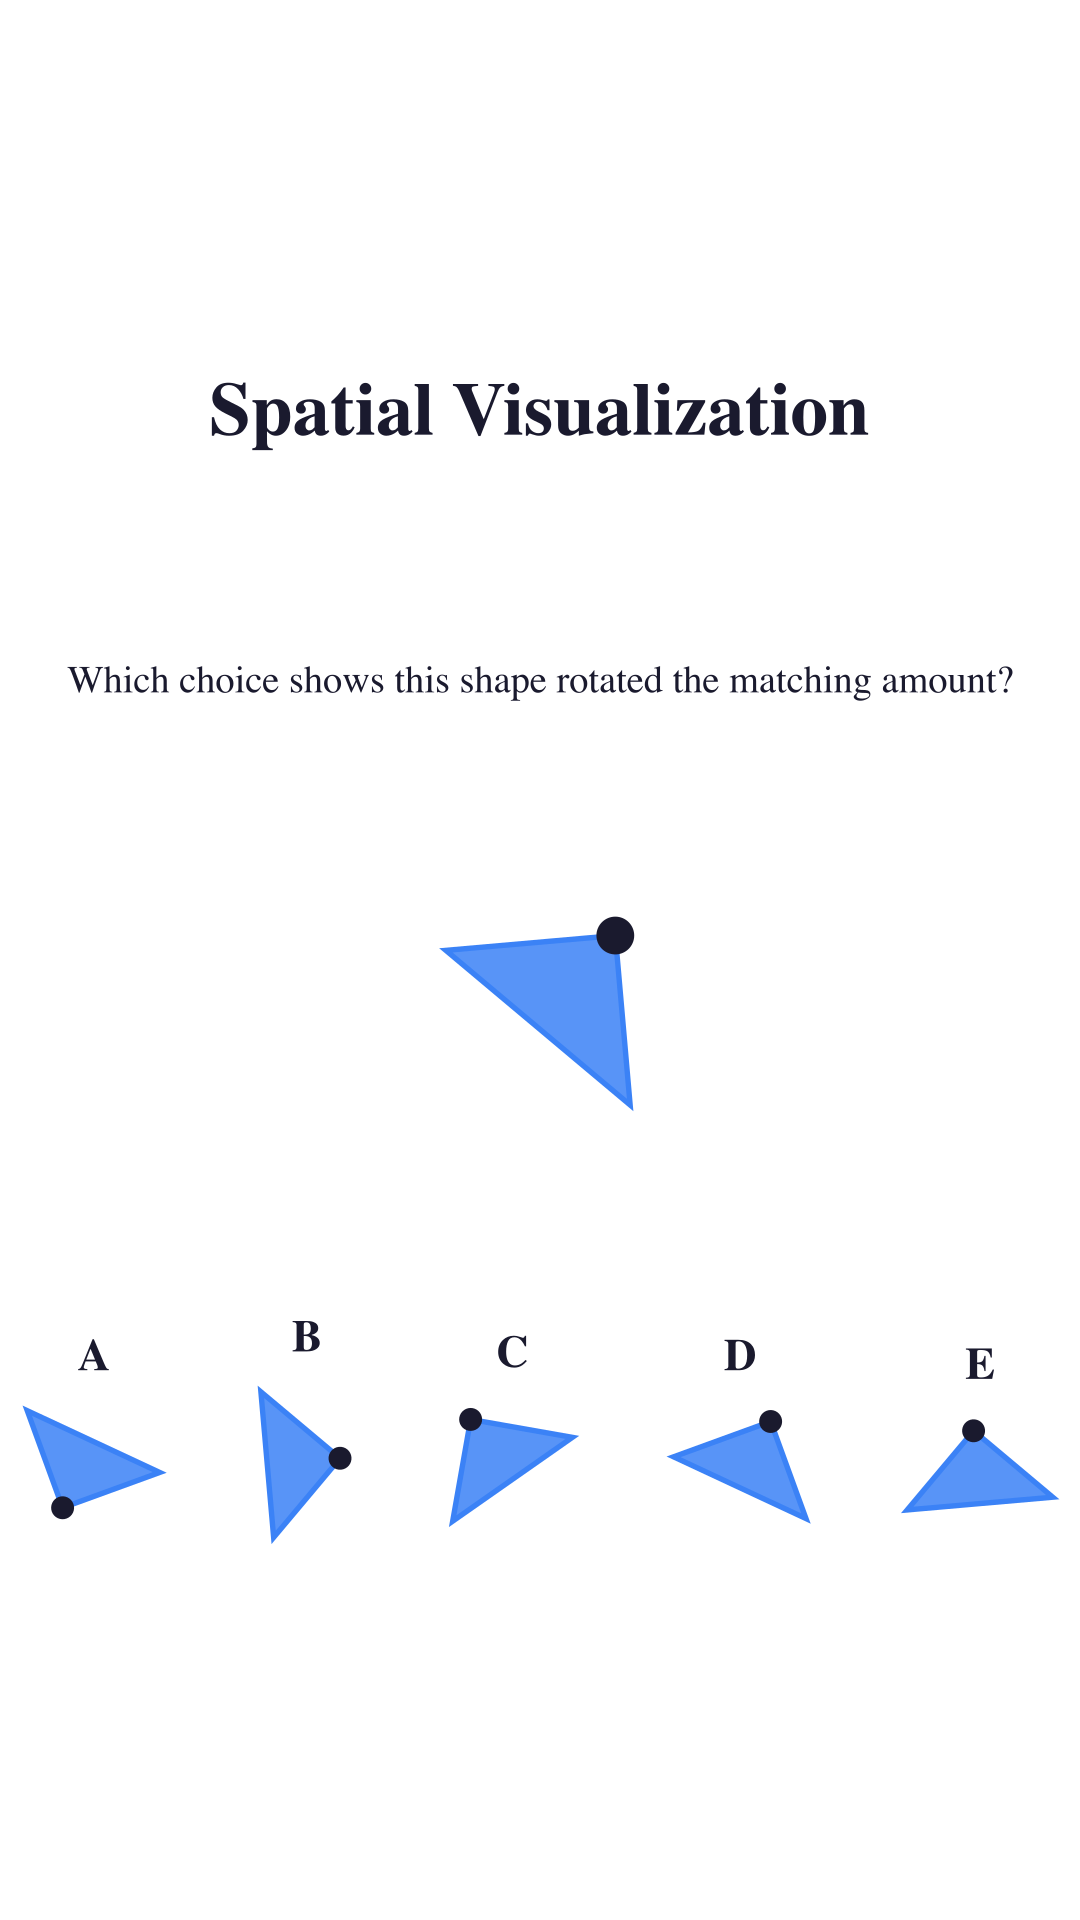 Spatial Visualization
Which choice shows this shape rotated the matching amount?
A
B
C
D
E